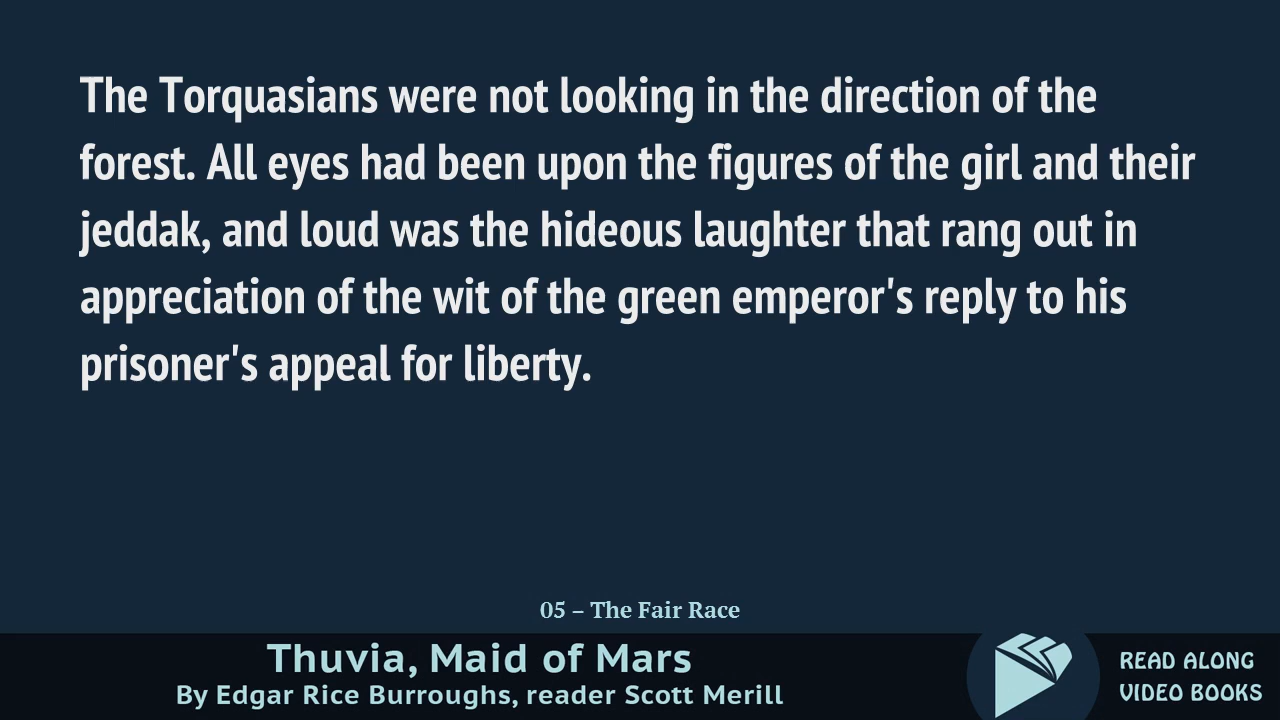 The Torquasians were not looking in the direction of the
forest. All eyes had been upon the figures of the girl and their
jeddak, and loud was the hideous laughter that rang out in
appreciation of the wit of the green emperor's reply to his
prisoner's appeal for liberty.
05 – The Fair Race
Thuvia, Maid of Mars
By Edgar Rice Burroughs, reader Scott Merill
READ ALONG
VIDEO BOOKS